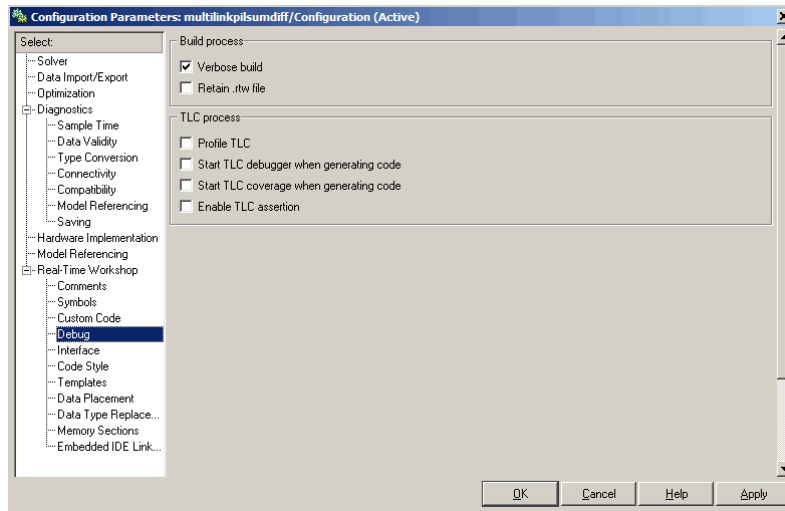 Configuration Parameters: multilinkpilsumdiff/Configuration (Active)
Select:
Solver
Data Import/Export
Optimization
Diagnostics
Sample Time
Data Validity
Type Conversion
Connectivity
Compatibility
Model Referencing
Saving
Hardware Implementation
Model Referencing
Real-Time Workshop
Comments
Symbols
Custom Code
Debug
Interface
Code Style
Templates
Data Placement
Data Type Replace...
Memory Sections
Embedded IDE Link...
Build process
Verbose build
Retain .rtw file
TLC process
Profile TLC
Start TLC debugger when generating code
Start TLC coverage when generating code
Enable TLC assertion
OK Cancel Help Apply